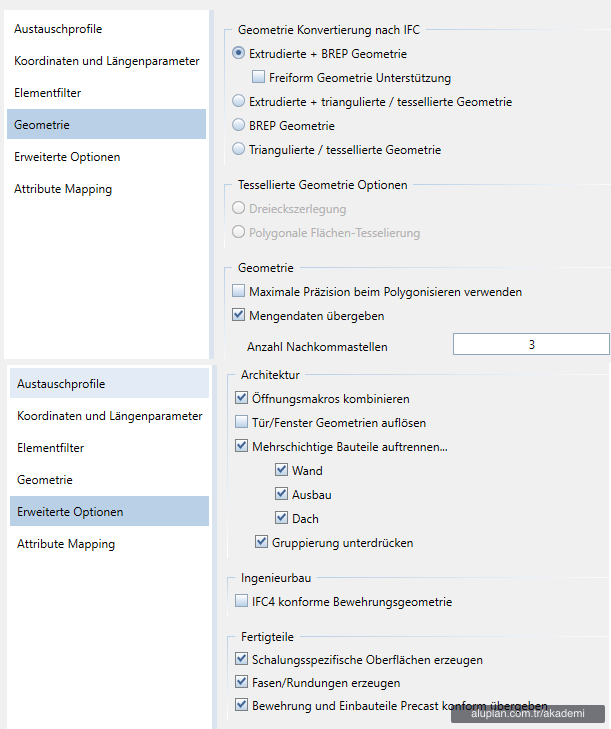 Austauschprofile
Koordinaten und Längenparameter
Elementfilter
Geometrie
Erweiterte Optionen
Attribute Mapping
Geometrie Konvertierung nach IFC
Extrudierte + BREP Geometrie
Freiform Geometrie Unterstützung
Extrudierte + triangulierte / tessellierte Geometrie
BREP Geometrie
Triangulierte / tessellierte Geometrie
Tessellierte Geometrie Optionen
Dreieckszerlegung
Polygonale Flächen-Tesselierung
Geometrie
Maximale Präzision beim Polygonisieren verwenden
Mengendaten übergeben
Anzahl Nachkommastellen 3
Austauschprofile
Koordinaten und Längenparameter
Elementfilter
Geometrie
Erweiterte Optionen
Attribute Mapping
Architektur
Öffnungsmakros kombinieren
Tür/Fenster Geometrien auflösen
Mehrschichtige Bauteile auftrennen...
Wand
Ausbau
Dach
Gruppierung unterdrücken
Ingenieurbau
IFC4 konforme Bewehrungsgeometrie
Fertigteile
Schalungsspezifische Oberflächen erzeugen
Fasen/Rundungen erzeugen
Bewehrung und Einbauteile Precast konform übergeben
aluplan.com.tr/akademi